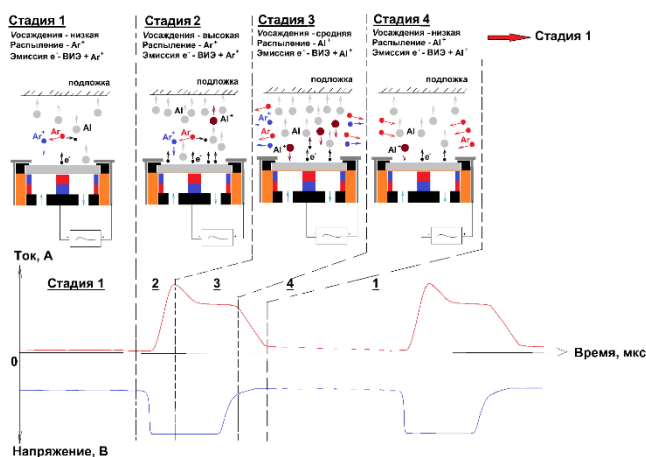 Стадия 1
Vосаждения - низкая
Распыление - Ar⁺
Эмиссия e⁻- ВИЭ + Ar⁺
подложка
Ar⁺
Ar
Al
e⁻
Стадия 2
Vосаждения - высокая
Распыление - Ar⁺
Эмиссия e⁻- ВИЭ + Ar⁺
подложка
Al
Al⁺
Ar⁺
Ar
e⁻
Стадия 3
Vосаждения - средняя
Распыление - Al⁺
Эмиссия e⁻- ВИЭ + Al⁺
подложка
Ar⁺
Al
Ar
Al⁺
e⁻
Стадия 4
Vосаждения - низкая
Распыление - Al⁺
Эмиссия e⁻- ВИЭ + Al⁺
подложка
Al
Ar⁺
Ar
Al⁺
e⁻
Стадия 1
Ток, А
Стадия 1
2
3
4
1
0
Время, мкс
Напряжение, В